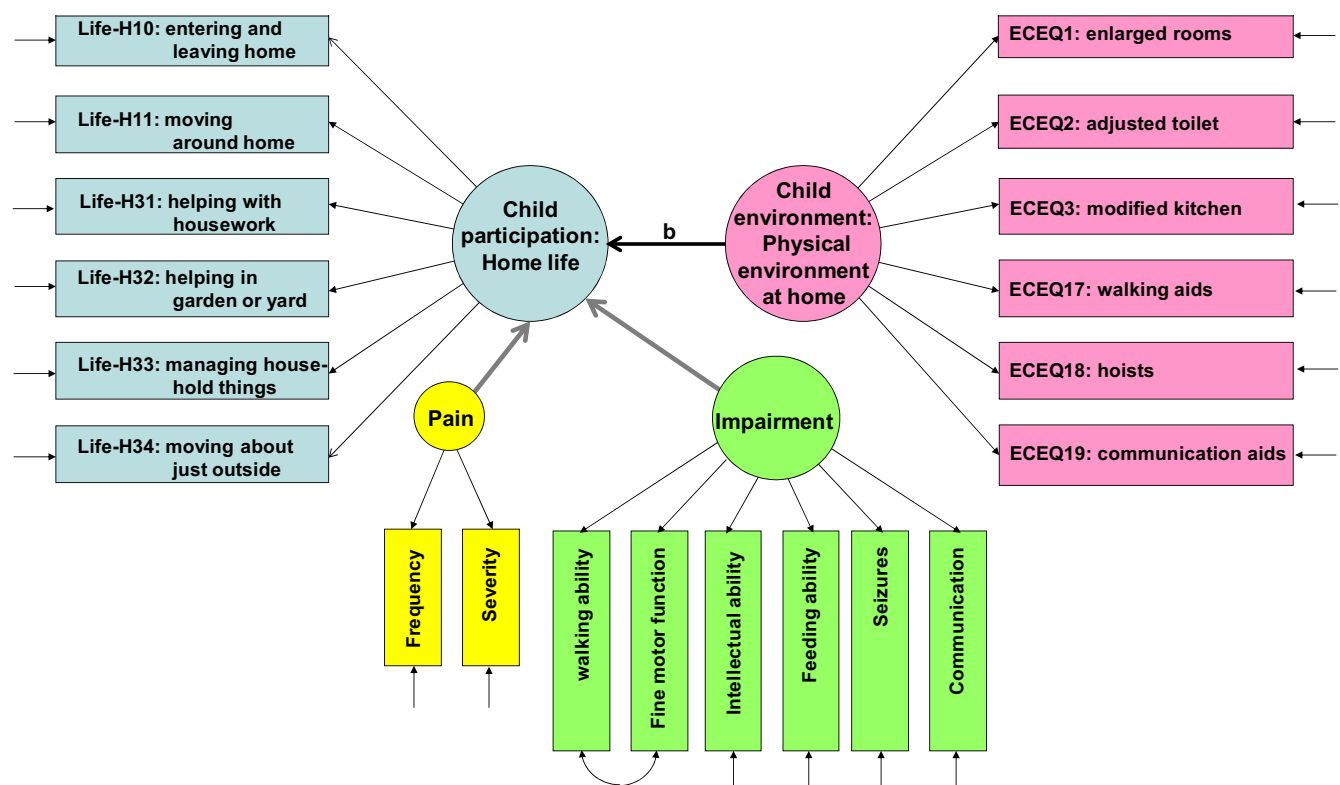 Life-H10: entering and
leaving home
Life-H11: moving
around home
Life-H31: helping with
housework
Life-H32: helping in
garden or yard
Life-H33: managing house-
hold things
Life-H34: moving about
just outside
Child
participation:
Home life
b
Child
environment:
Physical
environment
at home
ECEQ1: enlarged rooms
ECEQ2: adjusted toilet
ECEQ3: modified kitchen
ECEQ17: walking aids
ECEQ18: hoists
ECEQ19: communication aids
Pain
Impairment
Frequency
Severity
walking ability
Fine motor function
Intellectual ability
Feeding ability
Seizures
Communication